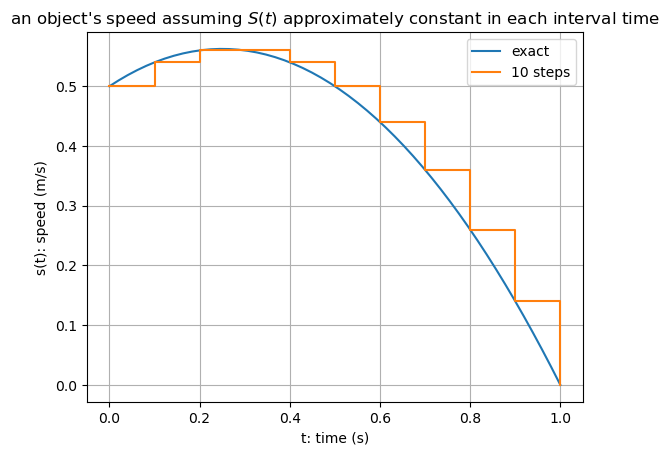 an object's speed assuming S(t) approximately constant in each interval time
exact
10 steps
0.5
0.4
0.3
0.2
0.1
0.0
s(t): speed (m/s)
0.0 0.2 0.4 0.6 0.8 1.0
t: time (s)